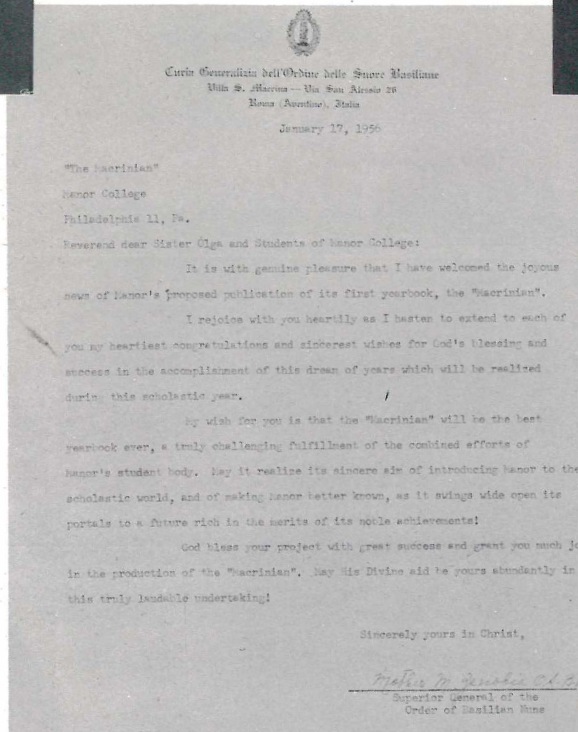 Curia Generalizia dell'Ordine delle Suore Basiliane
Villa S. Macrina — Via San Alessio 26
Roma (Aventino), Italia
January 17, 1956
"The Macrinian"
Manor College
Philadelphia 11, Pa.
Reverend dear Sister Olga and Students of Manor College:
It is with genuine pleasure that I have welcomed the joyous
news of Manor's proposed publication of its first yearbook, the "Macrinian".
I rejoice with you heartily as I hasten to extend to each of
you my heartiest congratulations and sincerest wishes for God's blessing and
success in the accomplishment of this dream of years which will be realized
during this scholastic year.
My wish for you is that the "Macrinian" will be the best
yearbook ever, a truly challenging fulfillment of the combined efforts of
Manor's student body. May it realize its sincere aim of introducing Manor to the
scholastic world, and of making Manor better known, as it swings wide open its
portals to a future rich in the merits of its noble achievements!
God bless your project with great success and grant you much jo
in the production of the "Macrinian". May His Divine aid be yours abundantly in
this truly laudable undertaking!
Sincerely yours in Christ,
Mother M. Zenobia O.S.B.
Superior General of the
Order of Basilian Nuns